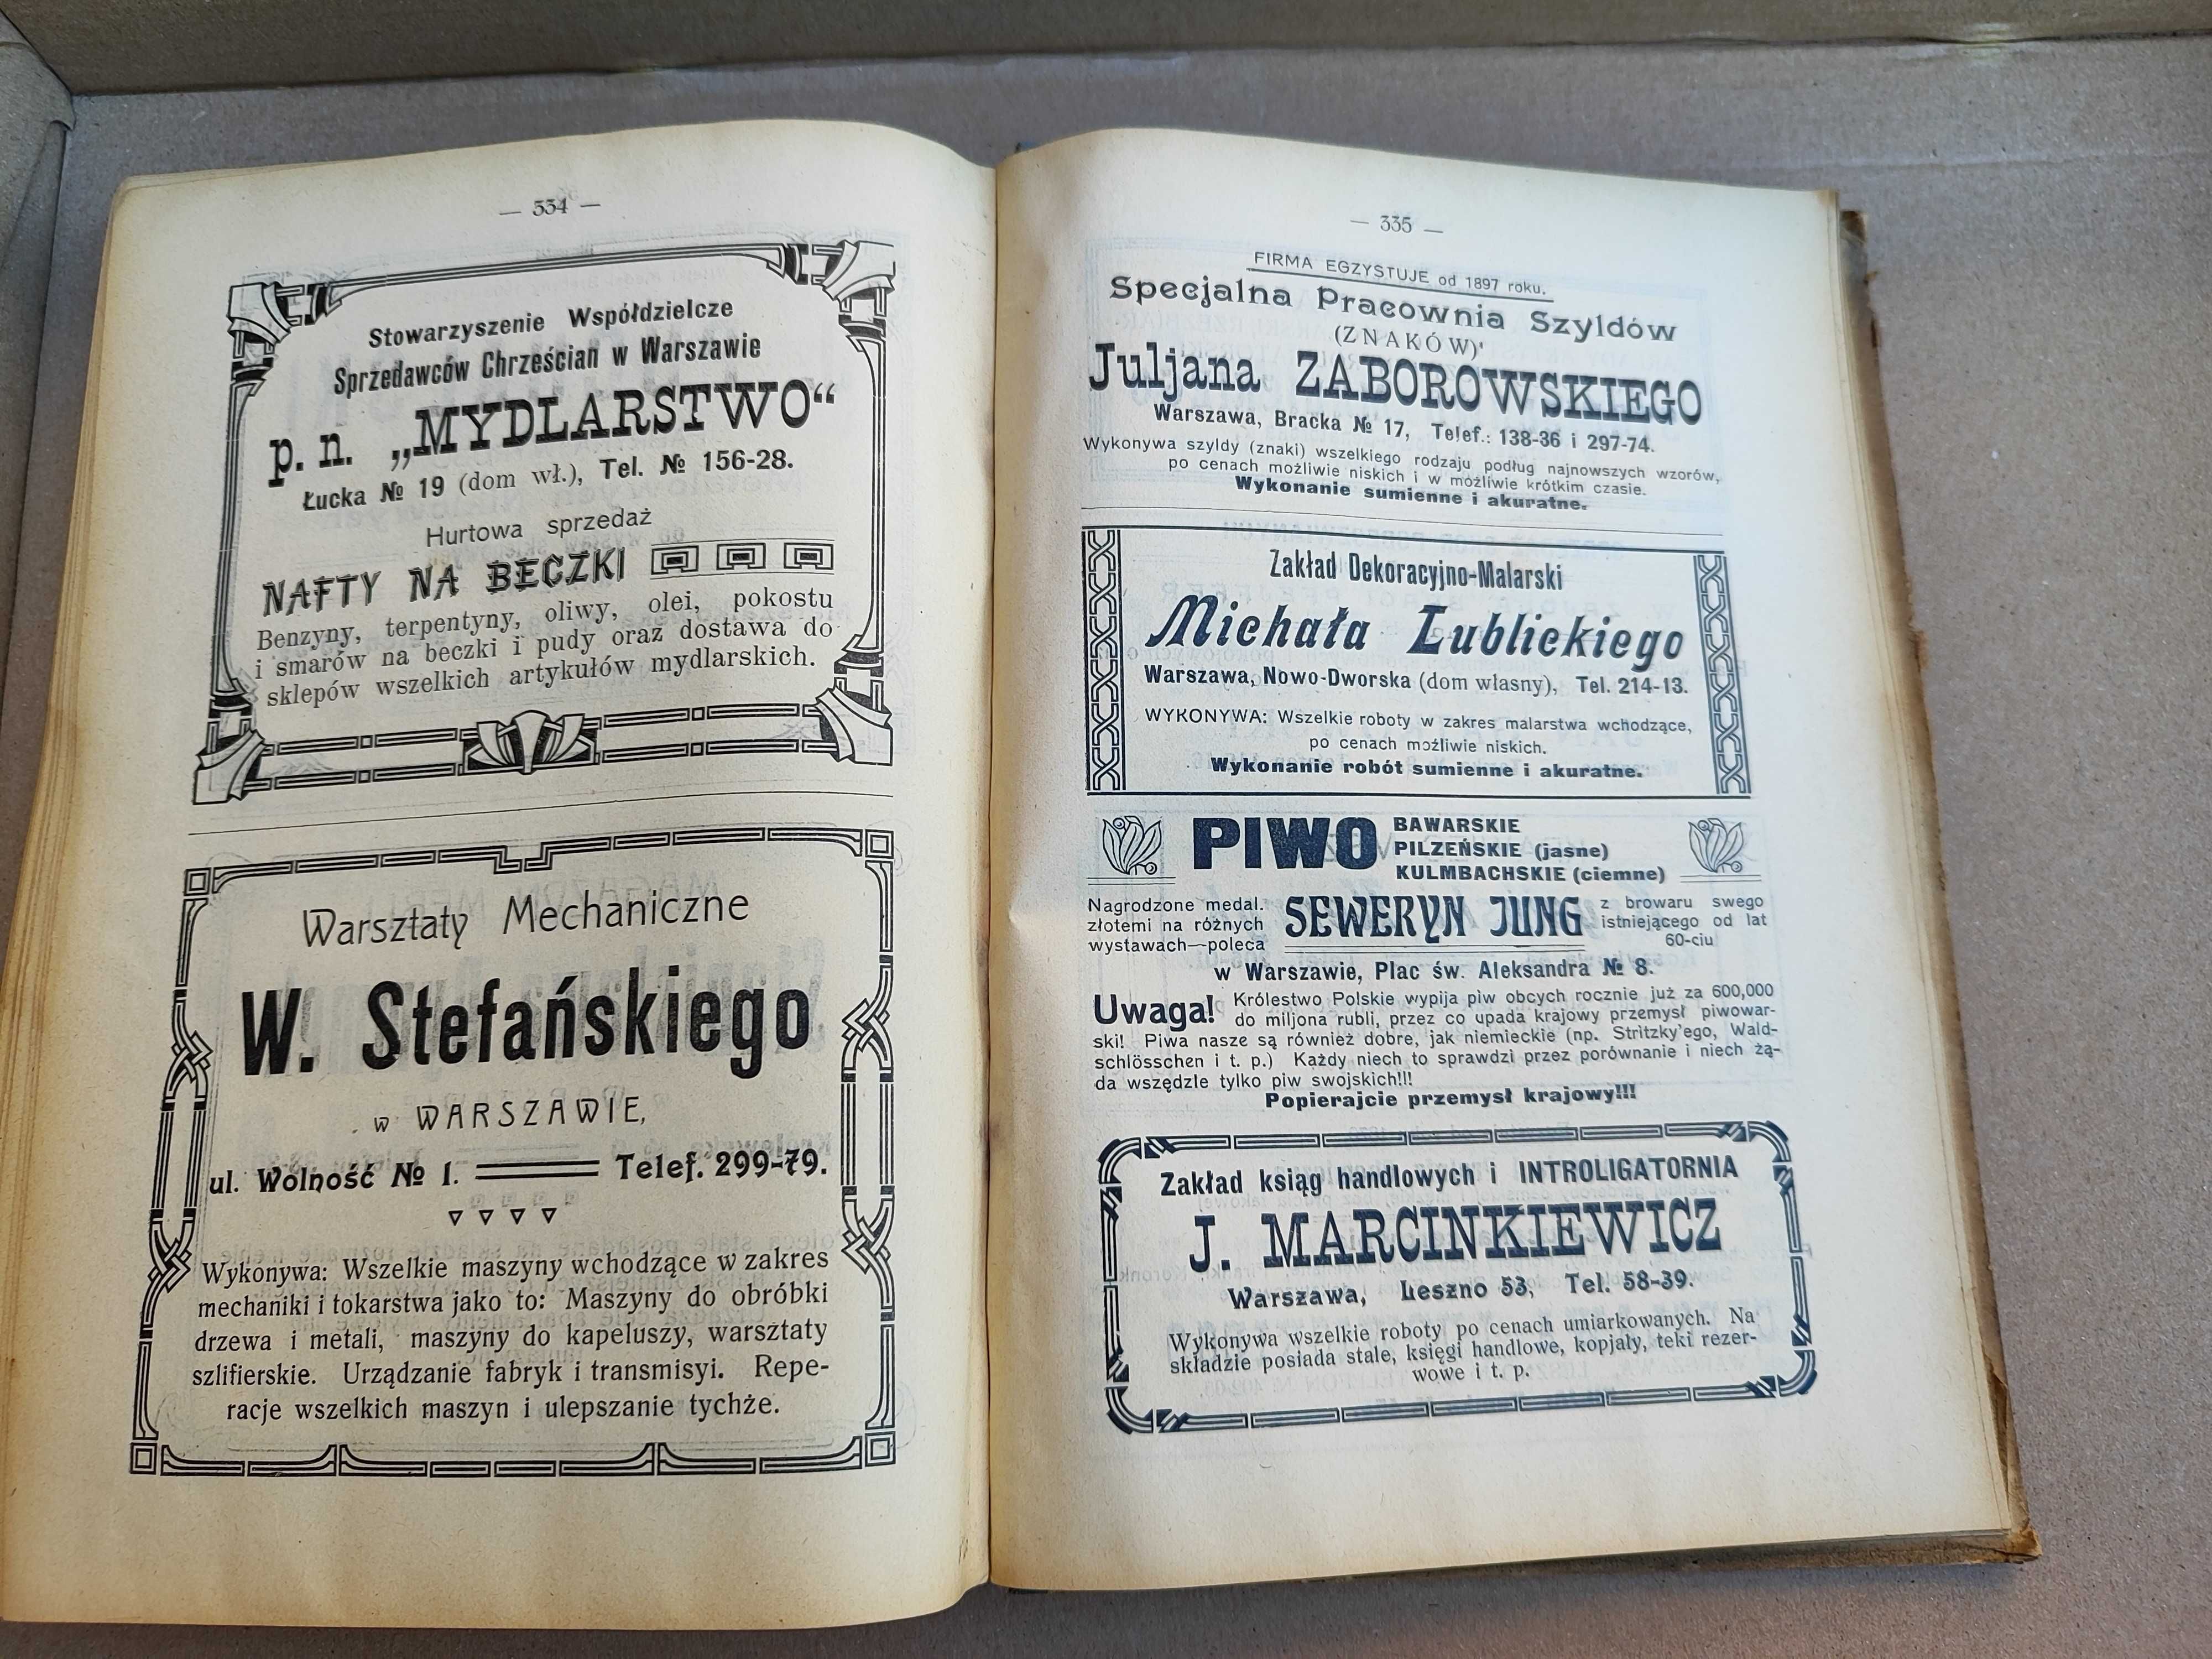 — 334 —
Stowarzyszenie Współdzielcze
Sprzedawców Chrześcian w Warszawie
p. n. „MYDLARSTWO“
Łucka № 19 (dom wł.), Tel. № 156-28.
Hurtowa sprzedaż
NAFTY NA BECZKI
Benzyny, terpentyny, oliwy, olei, pokostu
i smarów na beczki i pudy oraz dostawa do
sklepów wszelkich artykułów mydlarskich.
Warsztaty Mechaniczne
W. Stefańskiego
w WARSZAWIE,
ul. Wolność № 1. Telef. 299-79.
Wykonywa: Wszelkie maszyny wchodzące w zakres
mechaniki i tokarstwa jako to: Maszyny do obróbki
drzewa i metali, maszyny do kapeluszy, warsztaty
szlifierskie. Urządzanie fabryk i transmisyi. Repe-
racje wszelkich maszyn i ulepszanie tychże.
— 335 —
FIRMA EGZYSTUJE od 1897 roku.
Specjalna Pracownia Szyldów
(ZNAKÓW)
Juljana ZABOROWSKIEGO
Warszawa, Bracka № 17, Telef.: 138-36 i 297-74.
Wykonywa szyldy (znaki) wszelkiego rodzaju podług najnowszych wzorów,
po cenach możliwie niskich i w możliwie krótkim czasie.
Wykonanie sumienne i akuratne.
Zakład Dekoracyjno-Malarski
Michała Lublickiego
Warszawa, Nowo-Dworska (dom własny), Tel. 214-13.
WYKONYWA: Wszelkie roboty w zakres malarstwa wchodzące,
po cenach możliwie niskich.
Wykonanie robót sumienne i akuratne.
PIWO BAWARSKIE
PILZEŃSKIE (jasne)
KULMBACHSKIE (ciemne)
Nagrodzone medal.
złotemi na różnych
wystawach—poleca
SEWERYN JUNG
z browaru swego
istniejącego od lat
60-ciu
w Warszawie, Plac św. Aleksandra № 8.
Uwaga! Królestwo Polskie wypija piw obcych rocznie już za 600,000
do miljona rubli, przez co upada krajowy przemysł piwowar-
ski! Piwa nasze są również dobre, jak niemieckie (np. Stritzky'ego, Wald-
schlösschen i t. p.) Każdy niech to sprawdzi przez porównanie i niech żą-
da wszędzie tylko piw swojskich!!!
Popierajcie przemysł krajowy!!!
Zakład ksiąg handlowych i INTROLIGATORNIA
J. MARCINKIEWICZ
Warszawa, Leszno 53, Tel. 58-39.
Wykonywa wszelkie roboty po cenach umiarkowanych. Na
składzie posiada stale, księgi handlowe, kopjały, teki rezer-
wowe i t. p.